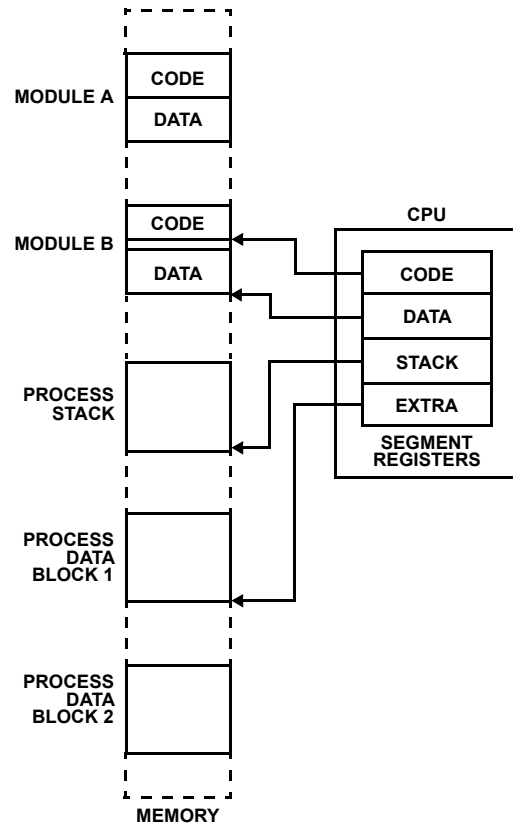 MODULE A
CODE
DATA
MODULE B
CODE
DATA
PROCESS
STACK
PROCESS
DATA
BLOCK 1
PROCESS
DATA
BLOCK 2
MEMORY
CPU
CODE
DATA
STACK
EXTRA
SEGMENT
REGISTERS